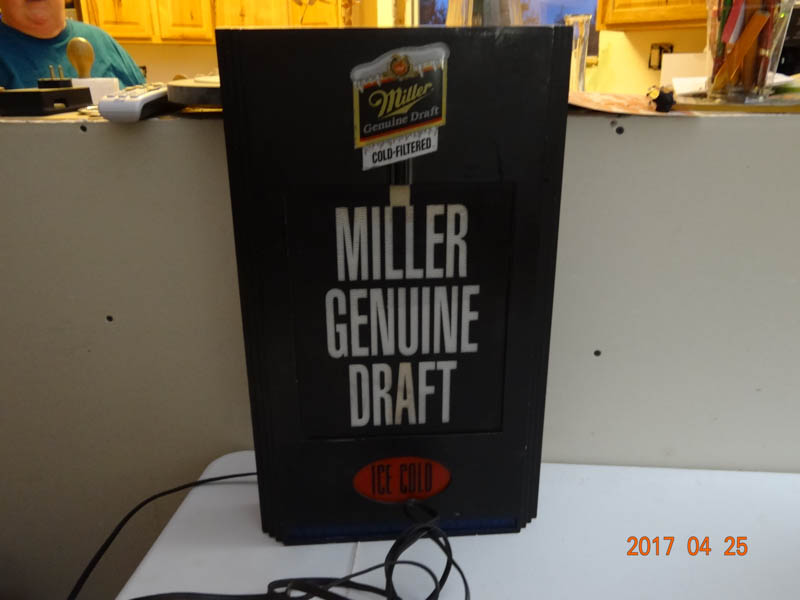 Miller
Genuine Draft
COLD-FILTERED
MILLER
GENUINE
DRAFT
ICE COLD
2017 04 25